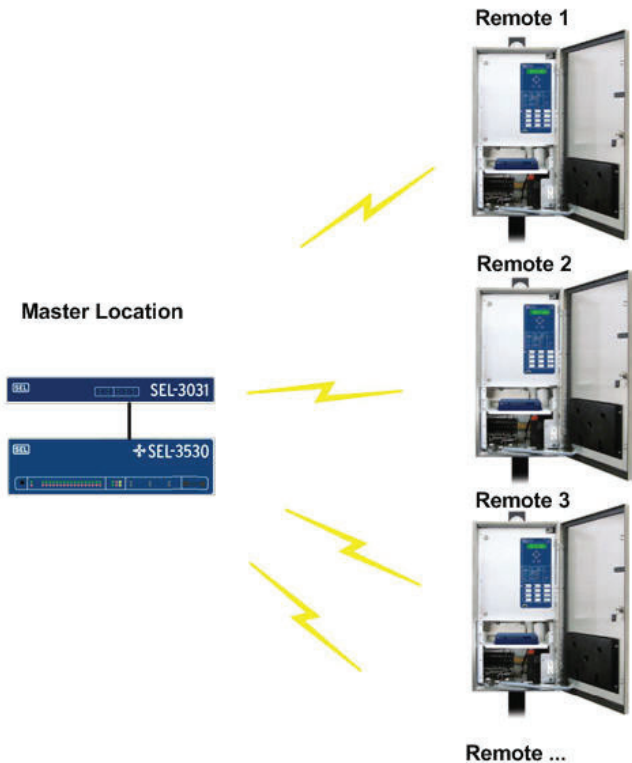 Remote 1
Remote 2
Master Location
SEL SEL-3031
SEL SEL-3530
Remote 3
Remote ...